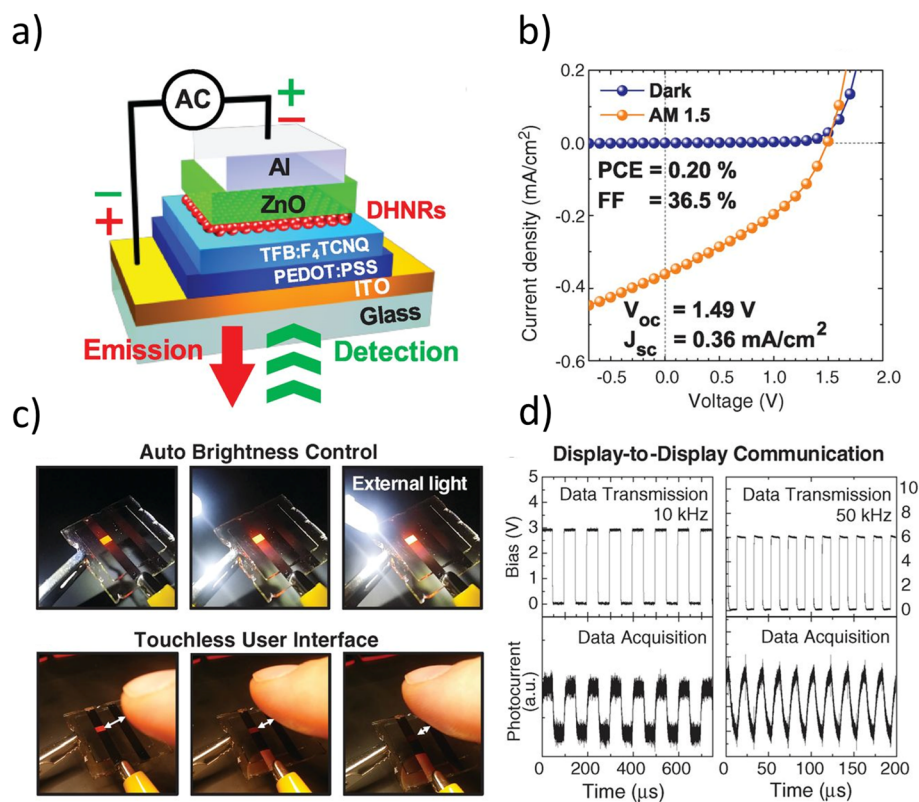 a)
AC
+
−
−
+
Al
ZnO
DHNRs
TFB:F₄TCNQ
PEDOT:PSS
ITO
Glass
Emission
Detection
b)
Current density (mA/cm²)
0.2
0.0
-0.2
-0.4
-0.6
Dark
AM 1.5
PCE = 0.20 %
FF = 36.5 %
Voc = 1.49 V
Jsc = 0.36 mA/cm²
0.0 0.5 1.0 1.5 2.0
Voltage (V)
c)
Auto Brightness Control
External light
Touchless User Interface
d)
Display-to-Display Communication
Bias (V)
5
4
3
2
1
0
Data Transmission
10 kHz
Data Transmission
50 kHz
10
8
6
4
2
0
Photocurrent
(a.u.)
Data Acquisition
Data Acquisition
0 200 400 600
Time (µs)
0 50 100 150 200
Time (µs)